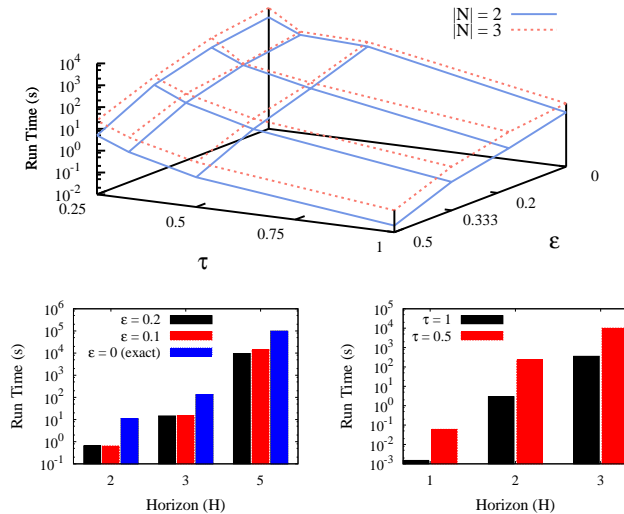 |N| = 2
|N| = 3
10^4
10^3
10^2
10^1
10^0
10^-1
10^-2
Run Time (s)
0.25
0.5
0.75
1
τ
0.5
0.333
0.2
0
ε
10^6
10^5
10^4
10^3
10^2
10^1
10^0
10^-1
Run Time (s)
ε = 0.2
ε = 0.1
ε=0 (exact)
2
3
5
Horizon (H)
10^5
10^4
10^3
10^2
10^1
10^0
10^-1
10^-2
10^-3
Run Time (s)
τ = 1
τ = 0.5
1
2
3
Horizon (H)